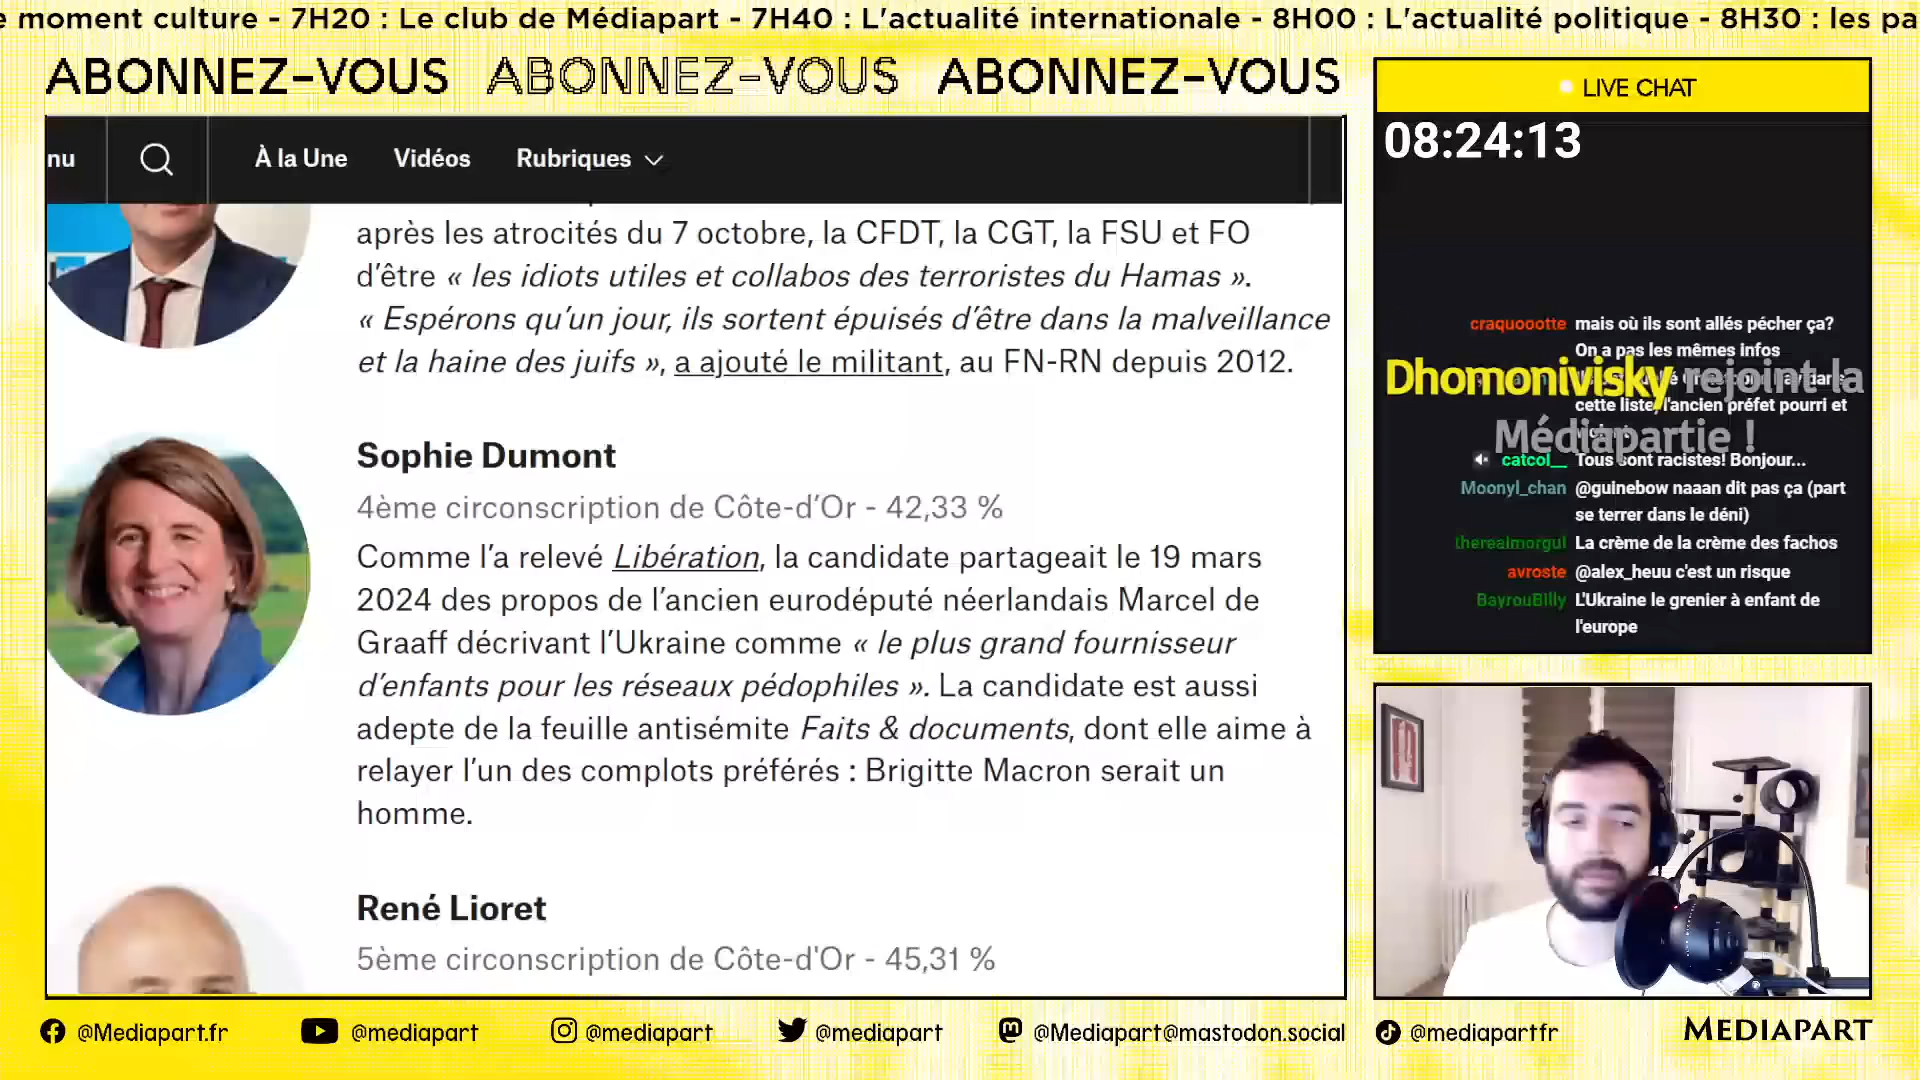 e moment culture - 7H20 : Le club de Médiapart - 7H40 : L'actualité internationale - 8H00 : L'actualité politique - 8H30 : les pa
ABONNEZ-VOUS ABONNEZ-VOUS ABONNEZ-VOUS
nu
À la Une
Vidéos
Rubriques
après les atrocités du 7 octobre, la CFDT, la CGT, la FSU et FO
d'être « les idiots utiles et collabos des terroristes du Hamas ».
« Espérons qu'un jour, ils sortent épuisés d'être dans la malveillance
et la haine des juifs », a ajouté le militant, au FN-RN depuis 2012.
Sophie Dumont
4ème circonscription de Côte-d'Or - 42,33 %
Comme l'a relevé Libération, la candidate partageait le 19 mars
2024 des propos de l'ancien eurodéputé néerlandais Marcel de
Graaff décrivant l'Ukraine comme « le plus grand fournisseur
d'enfants pour les réseaux pédophiles ». La candidate est aussi
adepte de la feuille antisémite Faits & documents, dont elle aime à
relayer l'un des complots préférés : Brigitte Macron serait un
homme.
René Lioret
5ème circonscription de Côte-d'Or - 45,31 %
LIVE CHAT
08:24:13
craquoootte mais où ils sont allés pécher ça?
On a pas les mêmes infos
Dhomonivisky rejoint la
cette liste, l'ancien préfet pourri et
Médiapartie !
catcol__ Tous sont racistes! Bonjour...
Moonyl_chan @guinebow naaan dit pas ça (part
se terrer dans le déni)
therealmorgul La crème de la crème des fachos
avroste @alex_heuu c'est un risque
BayrouBilly L'Ukraine le grenier à enfant de
l'europe
@Mediapart.fr
@mediapart
@mediapart
@mediapart
@Mediapart@mastodon.social
@mediapartfr
MEDIAPART